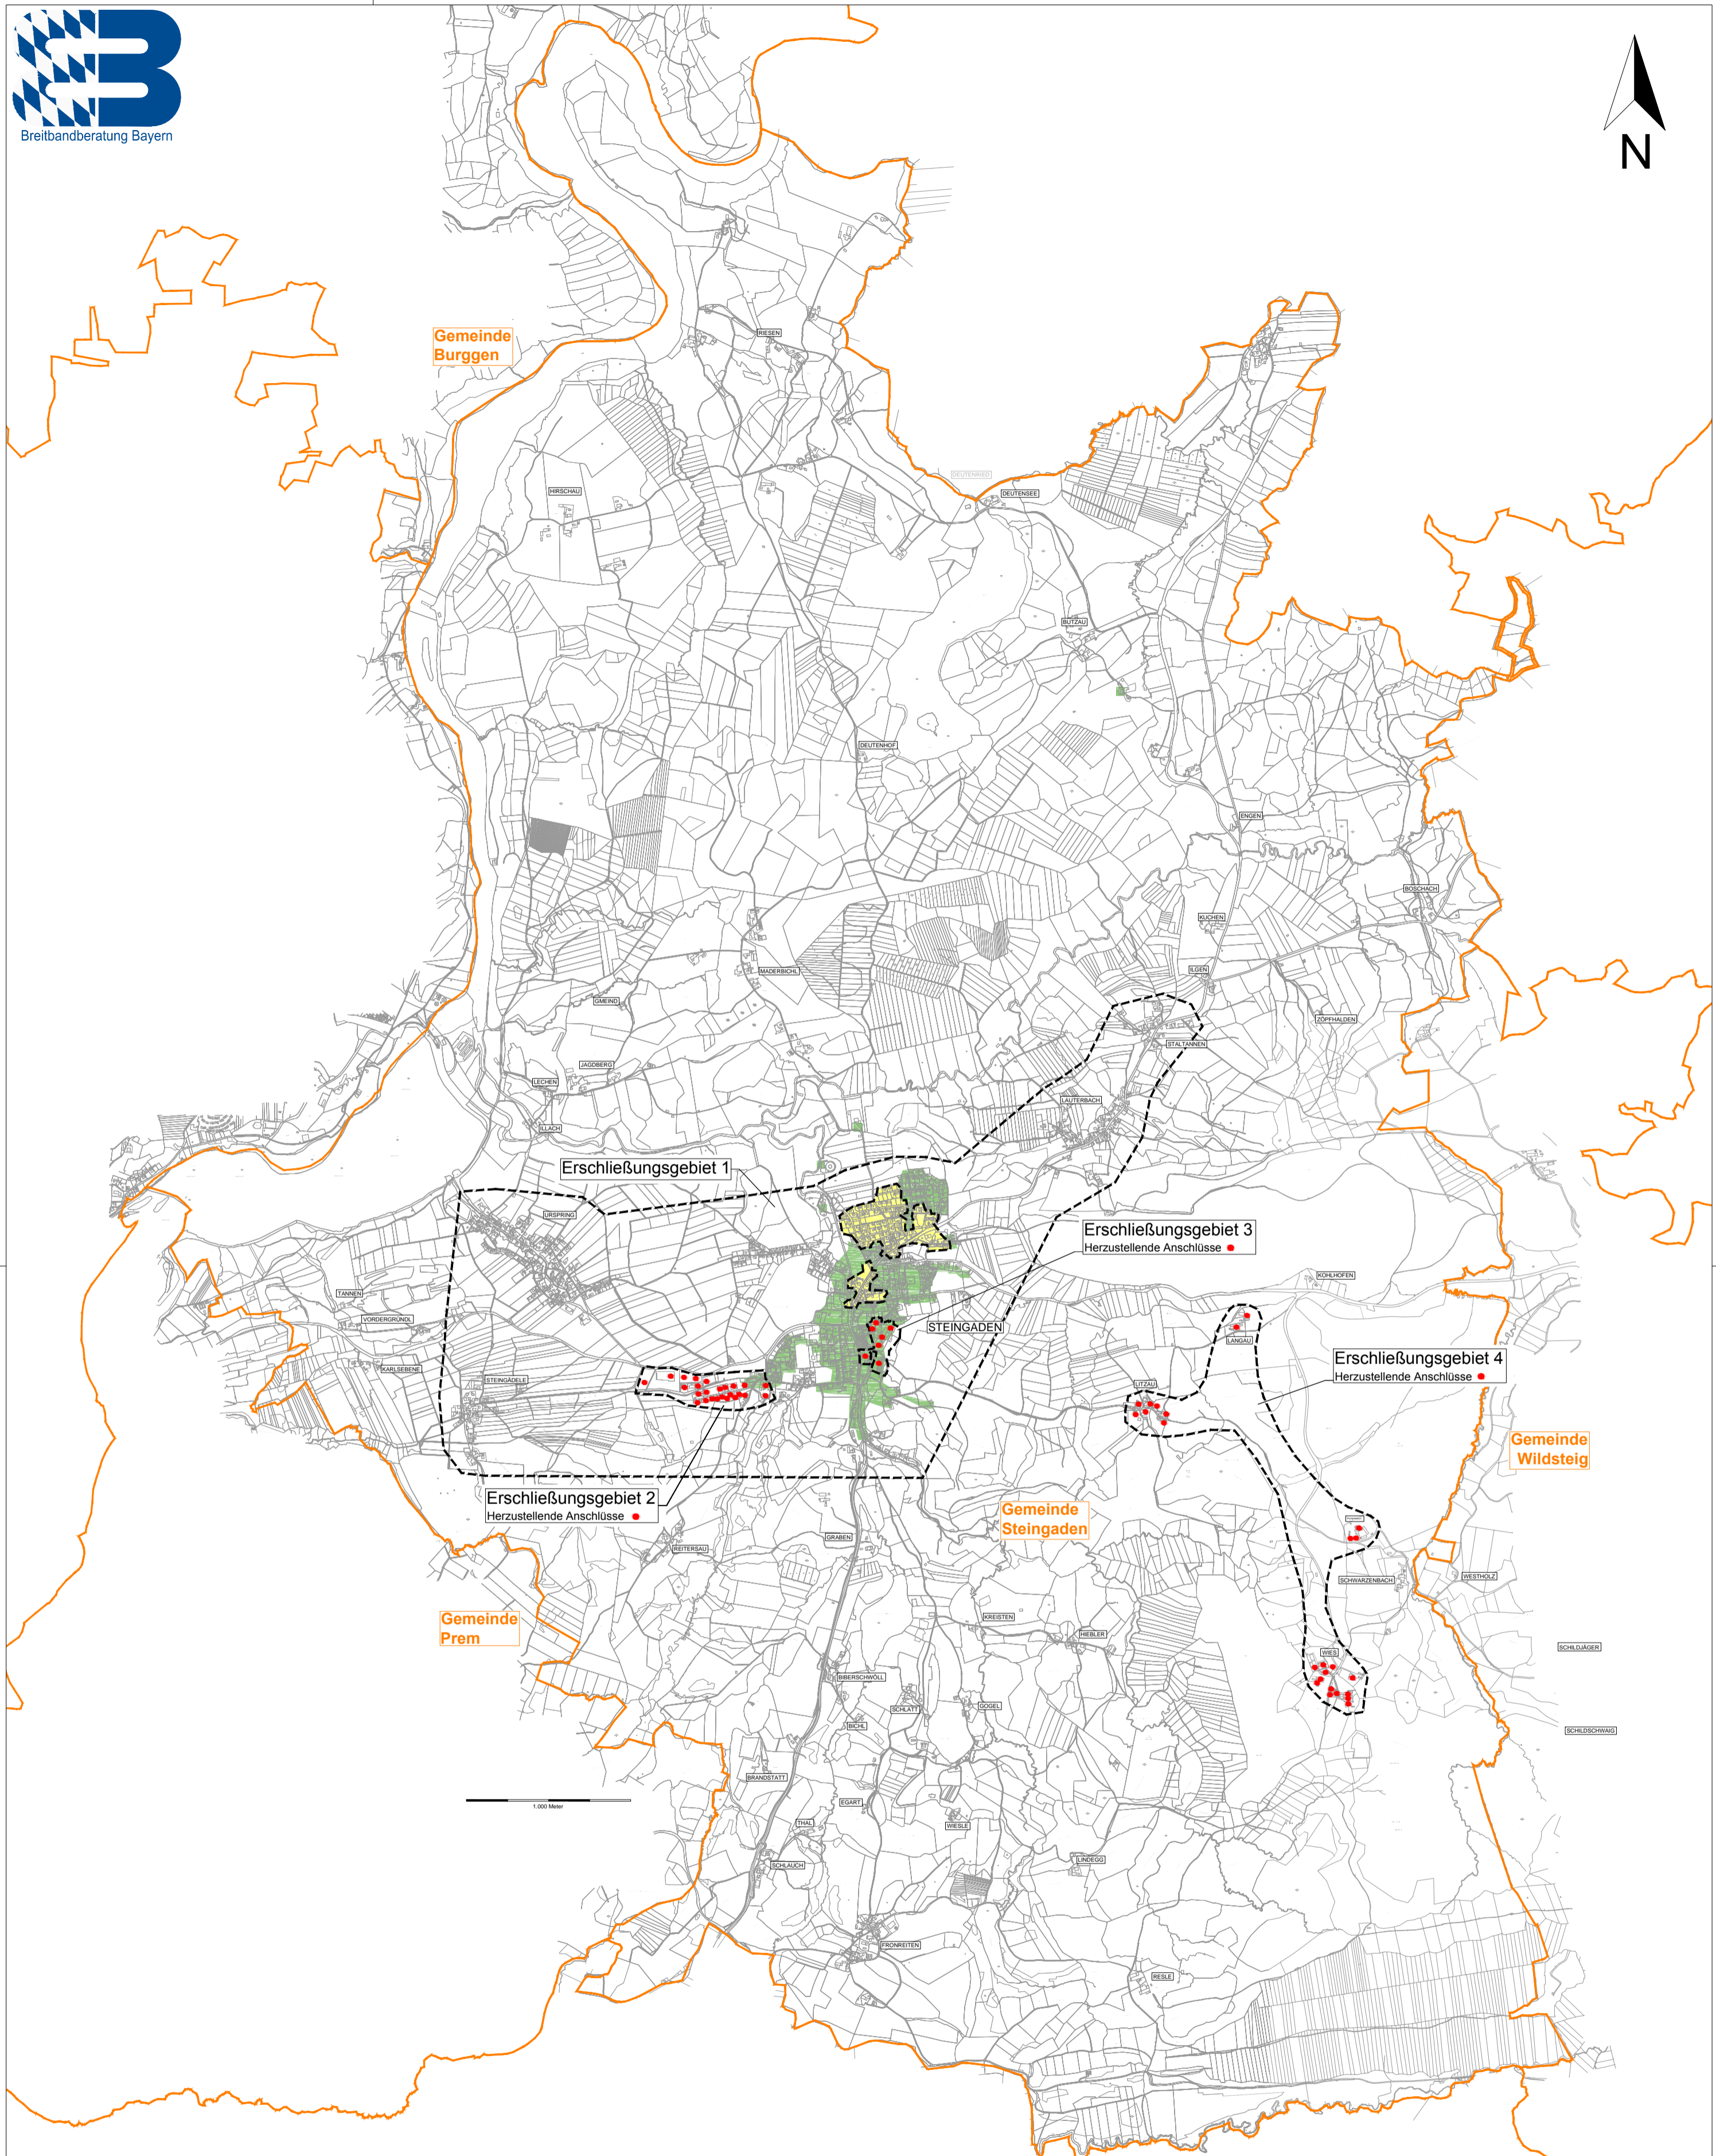 Breitbandberatung Bayern
N
Gemeinde
Burggen
RIESEN
HIRSCHAU
DEUTENRIED
DEUTENSEE
BUTZAU
DEUTENHOF
ENGEN
BOSCHACH
KUCHEN
MADERBICHL
ILGEN
GMEIND
ZÖPFHALDEN
STALTANNEN
JAGDBERG
LECHEN
LAUTERBACH
ILLACH
Erschließungsgebiet 1
URSPRING
Erschließungsgebiet 3
Herzustellende Anschlüsse
KOHLHOFEN
TANNEN
VORDERGRÜNDL
STEINGADEN
LANGAU
Erschließungsgebiet 4
Herzustellende Anschlüsse
KARLSEBENE
STEINGÄDELE
LITZAU
Gemeinde
Wildsteig
Erschließungsgebiet 2
Herzustellende Anschlüsse
Gemeinde
Steingaden
GRABEN
REITERSAU
SCHWARZENBACH
WESTHOLZ
Gemeinde
Prem
KREISTEN
HIEBLER
SCHILDJÄGER
WIES
BIBERSCHWÖLL
SCHLATT
GOGEL
BICHL
SCHILDSCHWAIG
BRANDSTATT
1.000 Meter
EGART
THAL
WIESLE
SCHLAUCH
LINDEGG
FRONREITEN
RESLE